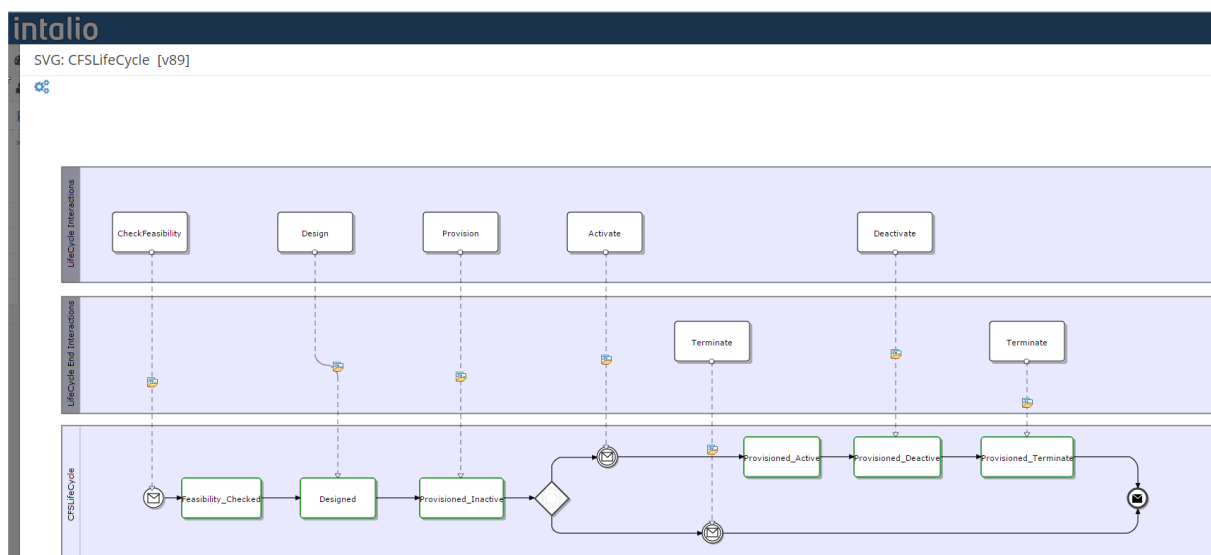 intalio
SVG: CFSLifeCycle [v89]
LifeCycle Interactions
CheckFeasibility
Design
Provision
Activate
Deactivate
LifeCycle End Interactions
Terminate
Terminate
CFSLifeCycle
Feasibility_Checked
Designed
Provisioned_Inactive
Provisioned_Active
Provisioned_Deactive
Provisioned_Terminate